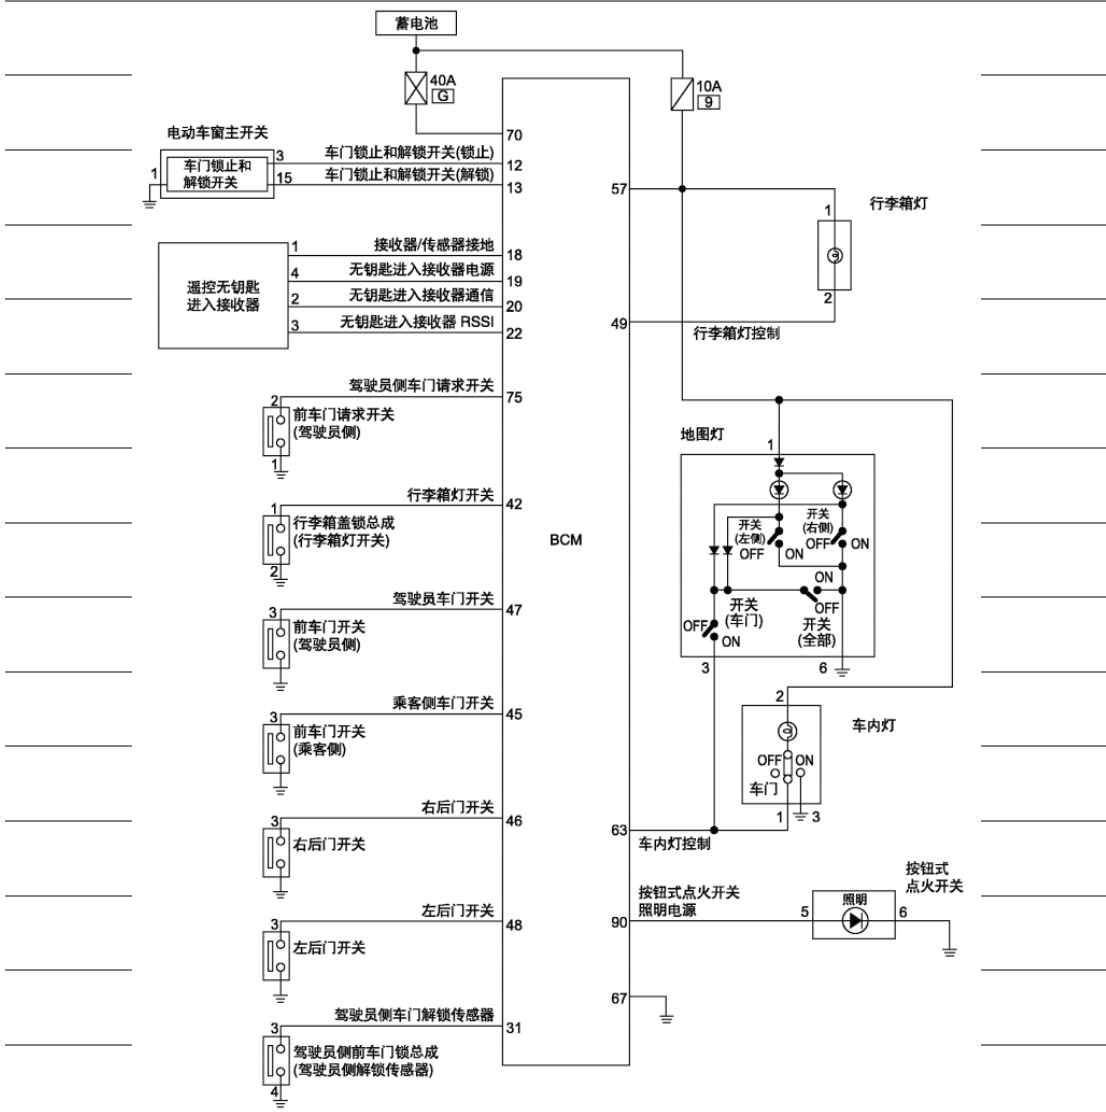 蓄电池
40A
G
10A
9
70
电动车窗主开关
1
车门锁止和
解锁开关
3
车门锁止和解锁开关(锁止)
12
15
车门锁止和解锁开关(解锁)
13
57
行李箱灯
1
2
49
行李箱灯控制
遥控无钥匙
进入接收器
1
接收器/传感器接地
18
4
无钥匙进入接收器电源
19
2
无钥匙进入接收器通信
20
3
无钥匙进入接收器 RSSI
22
驾驶员侧车门请求开关
75
2
前车门请求开关
(驾驶员侧)
1
行李箱灯开关
42
1
行李箱盖锁总成
(行李箱灯开关)
2
BCM
驾驶员车门开关
47
3
前车门开关
(驾驶员侧)
乘客侧车门开关
45
3
前车门开关
(乘客侧)
右后门开关
46
3
右后门开关
左后门开关
48
3
左后门开关
驾驶员侧车门解锁传感器
31
3
驾驶员侧前车门锁总成
(驾驶员侧解锁传感器)
4
地图灯
1
开关
(左侧)
OFF
ON
开关
(右侧)
OFF
ON
ON
OFF
开关
(全部)
开关
(车门)
OFF
ON
3
6
2
车内灯
OFF
ON
车门
1
3
63
车内灯控制
按钮式点火开关
照明电源
90
5
照明
6
按钮式
点火开关
67